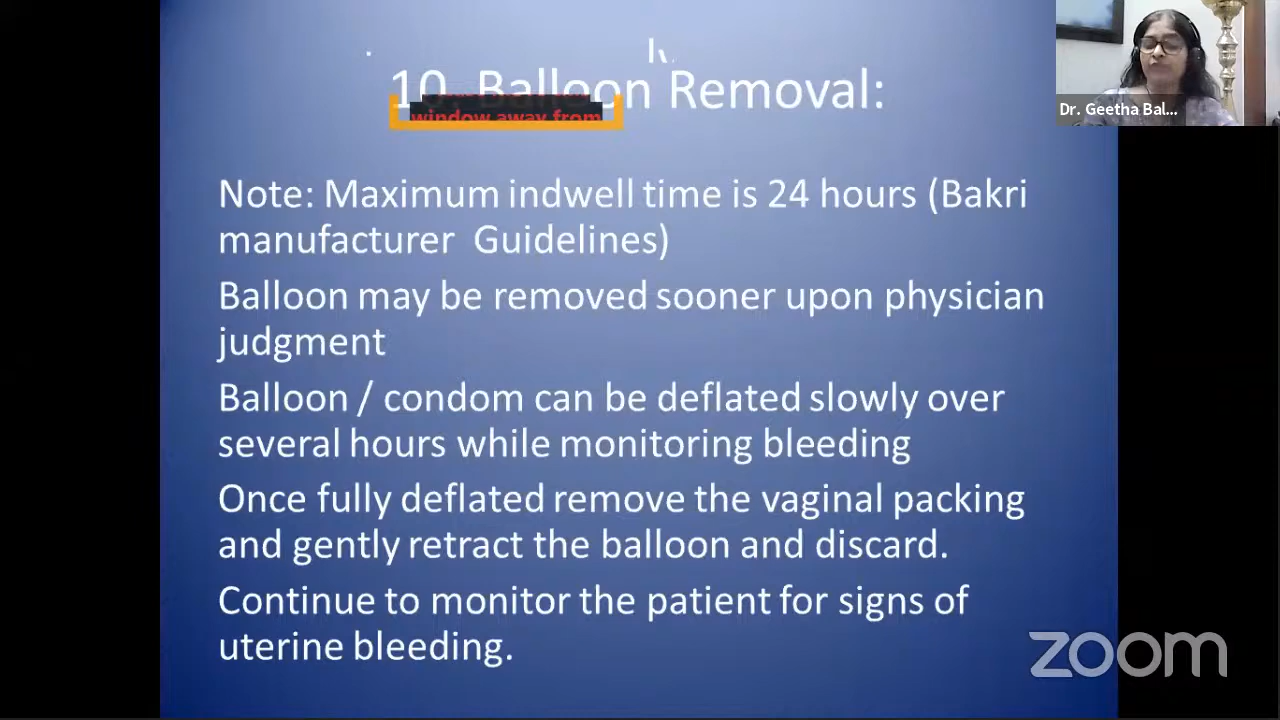 10. Balloon Removal:
window away from
Dr. Geetha Bal...
Note: Maximum indwell time is 24 hours (Bakri
manufacturer Guidelines)
Balloon may be removed sooner upon physician
judgment
Balloon / condom can be deflated slowly over
several hours while monitoring bleeding
Once fully deflated remove the vaginal packing
and gently retract the balloon and discard.
Continue to monitor the patient for signs of
uterine bleeding.
zoom